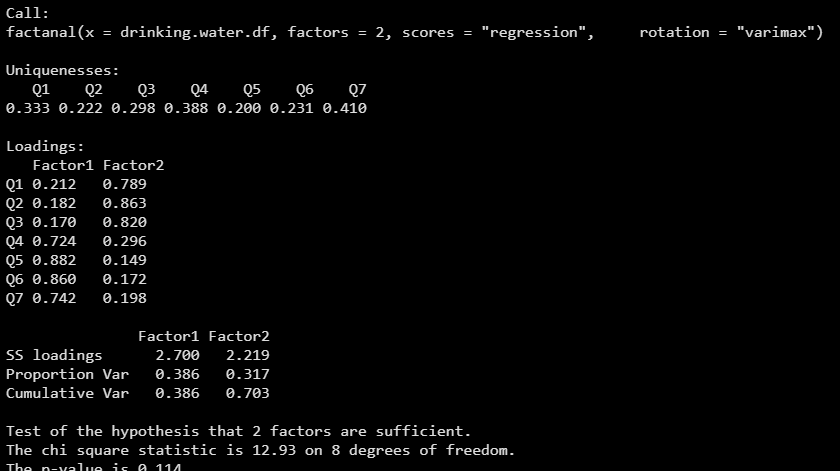 Call:
factanal(x = drinking.water.df, factors = 2, scores = "regression",     rotation = "varimax")
Uniquenesses:
   Q1    Q2    Q3    Q4    Q5    Q6    Q7
0.333 0.222 0.298 0.388 0.200 0.231 0.410
Loadings:
   Factor1 Factor2
Q1 0.212   0.789
Q2 0.182   0.863
Q3 0.170   0.820
Q4 0.724   0.296
Q5 0.882   0.149
Q6 0.860   0.172
Q7 0.742   0.198
               Factor1 Factor2
SS loadings      2.700   2.219
Proportion Var   0.386   0.317
Cumulative Var   0.386   0.703
Test of the hypothesis that 2 factors are sufficient.
The chi square statistic is 12.93 on 8 degrees of freedom.
The p-value is 0.114